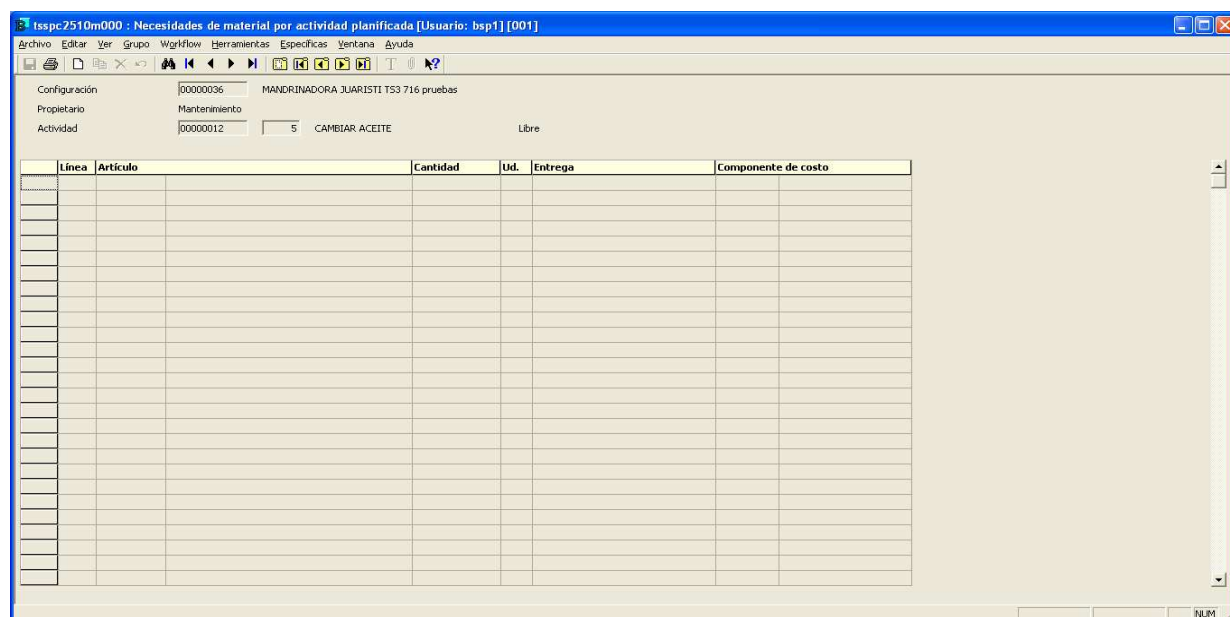 tsspc2510m000 : Necesidades de material por actividad planificada [Usuario: bsp1] [001]
Archivo Editar Ver Grupo Workflow Herramientas Específicas Ventana Ayuda
Configuración 00000036 MANDRINADORA JUARISTI TS3 716 pruebas
Propietario Mantenimiento
Actividad 00000012 5 CAMBIAR ACEITE Libre
Línea Artículo Cantidad Ud. Entrega Componente de costo
NUM